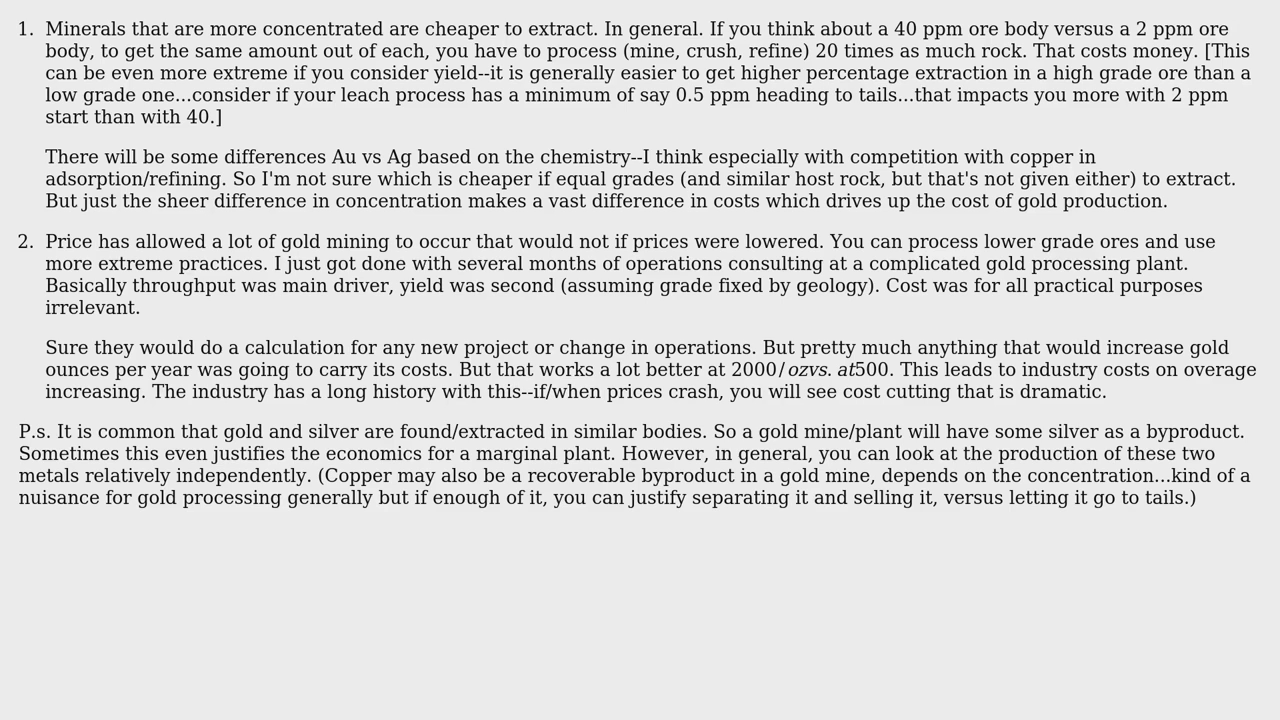 1. Minerals that are more concentrated are cheaper to extract. In general. If you think about a 40 ppm ore body versus a 2 ppm ore
body, to get the same amount out of each, you have to process (mine, crush, refine) 20 times as much rock. That costs money. [This
can be even more extreme if you consider yield--it is generally easier to get higher percentage extraction in a high grade ore than a
low grade one...consider if your leach process has a minimum of say 0.5 ppm heading to tails...that impacts you more with 2 ppm
start than with 40.]
There will be some differences Au vs Ag based on the chemistry--I think especially with competition with copper in
adsorption/refining. So I'm not sure which is cheaper if equal grades (and similar host rock, but that's not given either) to extract.
But just the sheer difference in concentration makes a vast difference in costs which drives up the cost of gold production.
2. Price has allowed a lot of gold mining to occur that would not if prices were lowered. You can process lower grade ores and use
more extreme practices. I just got done with several months of operations consulting at a complicated gold processing plant.
Basically throughput was main driver, yield was second (assuming grade fixed by geology). Cost was for all practical purposes
irrelevant.
Sure they would do a calculation for any new project or change in operations. But pretty much anything that would increase gold
ounces per year was going to carry its costs. But that works a lot better at 2000/ozvs. at500. This leads to industry costs on overage
increasing. The industry has a long history with this--if/when prices crash, you will see cost cutting that is dramatic.
P.s. It is common that gold and silver are found/extracted in similar bodies. So a gold mine/plant will have some silver as a byproduct.
Sometimes this even justifies the economics for a marginal plant. However, in general, you can look at the production of these two
metals relatively independently. (Copper may also be a recoverable byproduct in a gold mine, depends on the concentration...kind of a
nuisance for gold processing generally but if enough of it, you can justify separating it and selling it, versus letting it go to tails.)